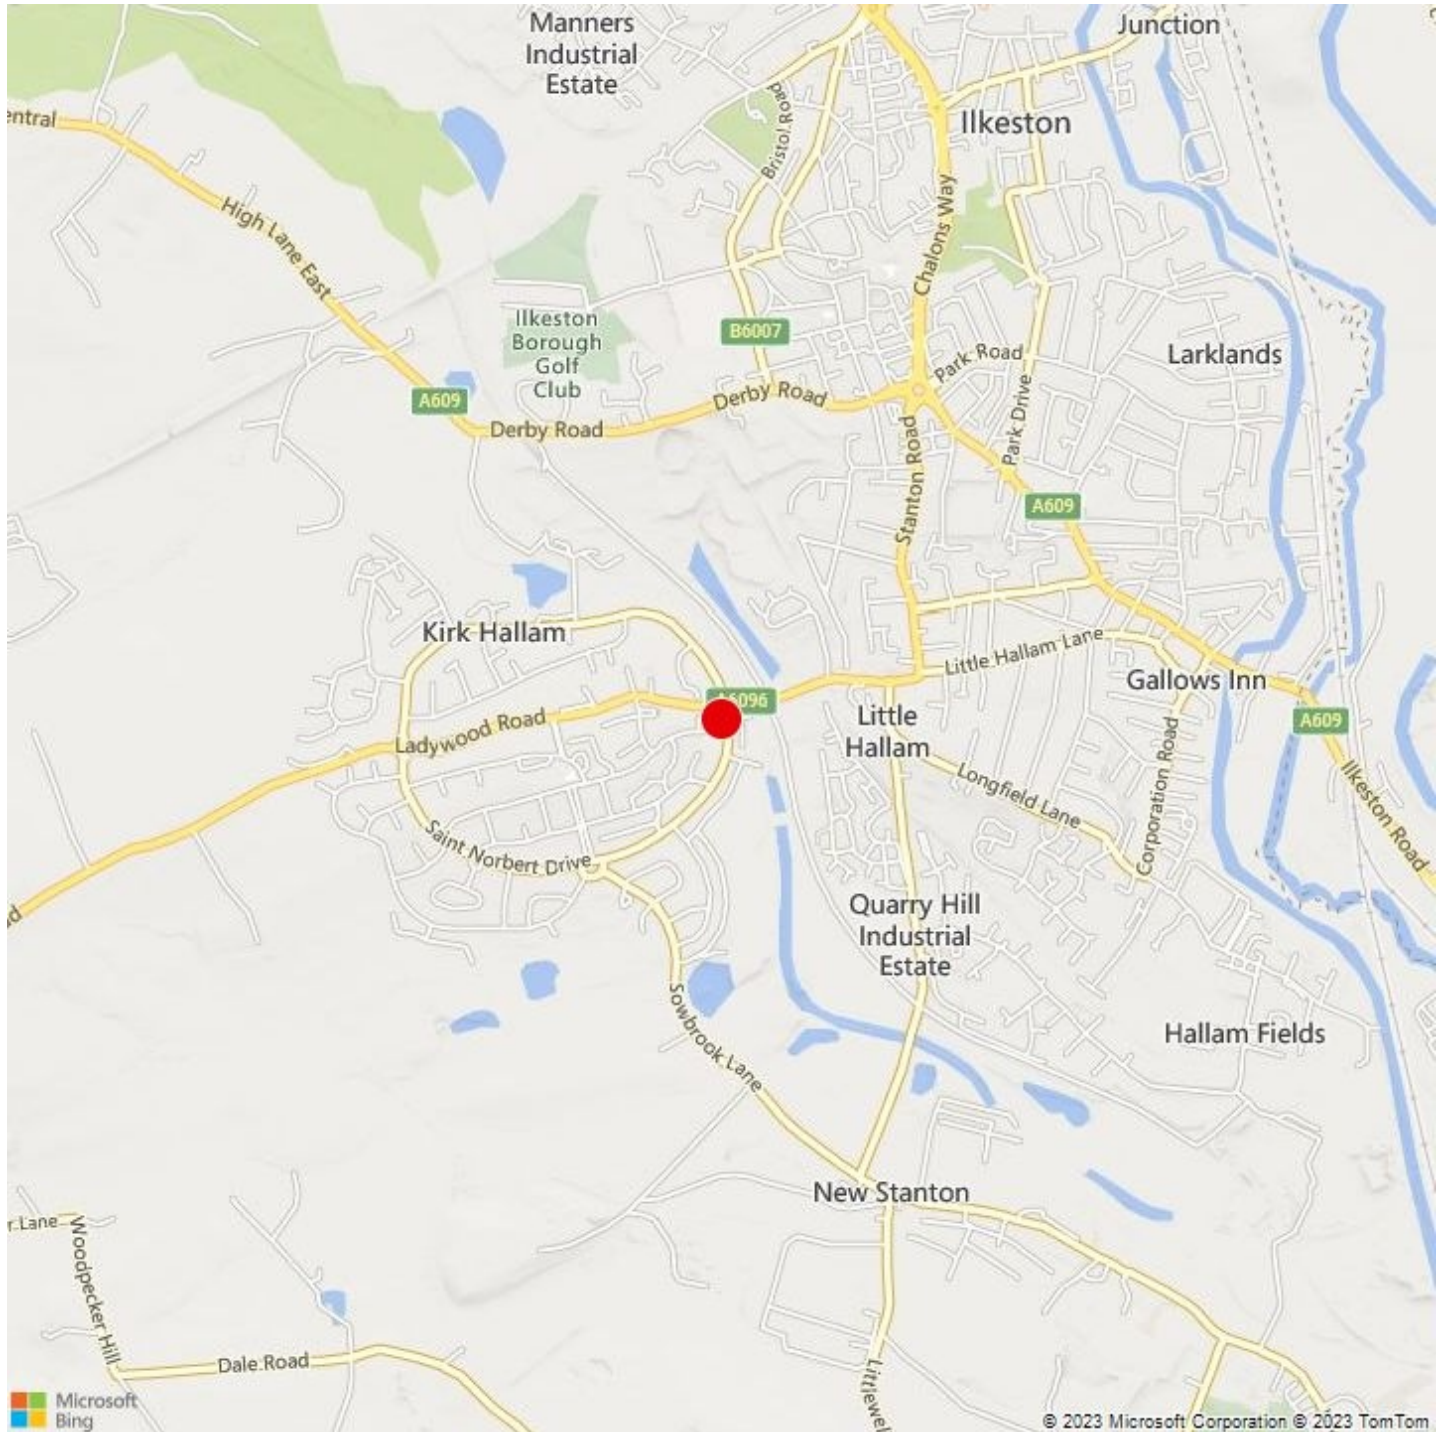 Manners
Industrial
Estate
Junction
entral
Bristol Road
Ilkeston
High Lane East
Chalons Way
Ilkeston
Borough
Golf
Club
B6007
Park Road
Larklands
A609
Derby Road
Derby Road
Park Drive
Stanton Road
A609
Kirk Hallam
Little Hallam Lane
Gallows Inn
A6096
Ladywood Road
Little
Hallam
A609
Corporation Road
Longfield Lane
Ilkeston Road
Saint Norbert Drive
Quarry Hill
Industrial
Estate
Sowbrook Lane
Hallam Fields
New Stanton
r Lane
Woodpecker Hill
Dale Road
Littlewel
Microsoft
Bing
© 2023 Microsoft Corporation © 2023 TomTom